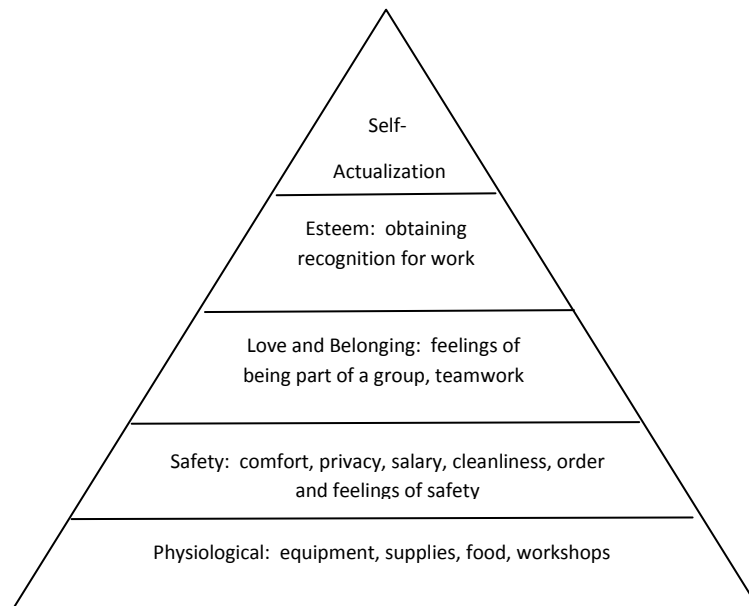 Self-
Actualization
Esteem:  obtaining
recognition for work
Love and Belonging:  feelings of
being part of a group, teamwork
Safety:  comfort, privacy, salary, cleanliness, order
and feelings of safety
Physiological:  equipment, supplies, food, workshops